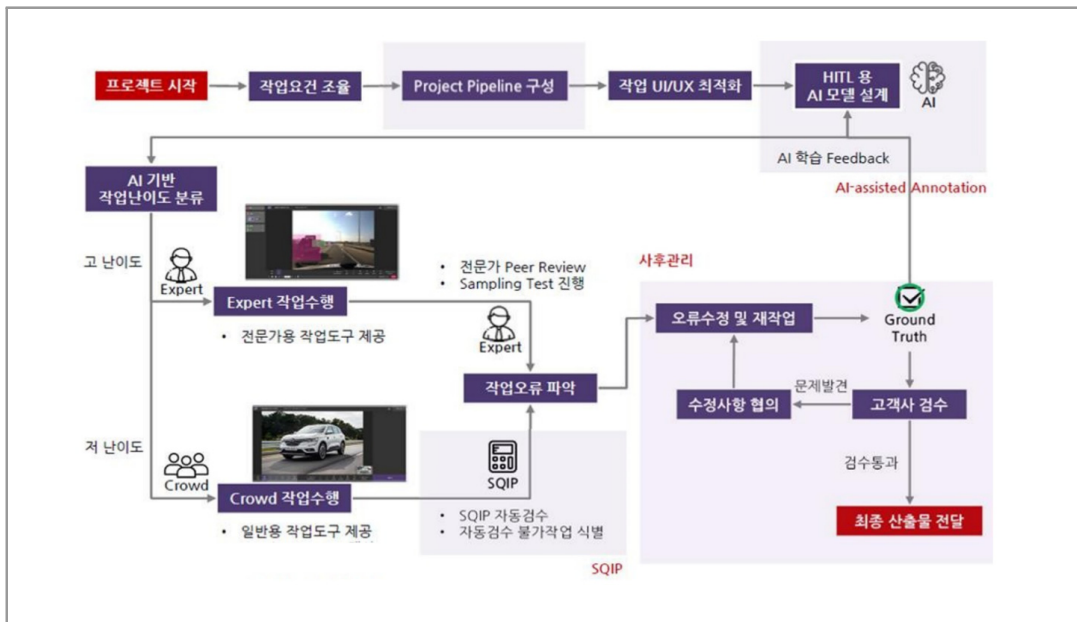 프로젝트 시작
작업요건 조율
Project Pipeline 구성
작업 UI/UX 최적화
HITL 용
AI 모델 설계
AI
AI 학습 Feedback
AI-assisted Annotation
AI 기반
작업난이도 분류
고 난이도
Expert
Expert 작업수행
• 전문가용 작업도구 제공
• 전문가 Peer Review
• Sampling Test 진행
Expert
작업오류 파악
저 난이도
Crowd
Crowd 작업수행
• 일반용 작업도구 제공
SQIP
• SQIP 자동검수
• 자동검수 불가작업 식별
SQIP
사후관리
오류수정 및 재작업
Ground
Truth
수정사항 협의
문제발견
고객사 검수
검수통과
최종 산출물 전달